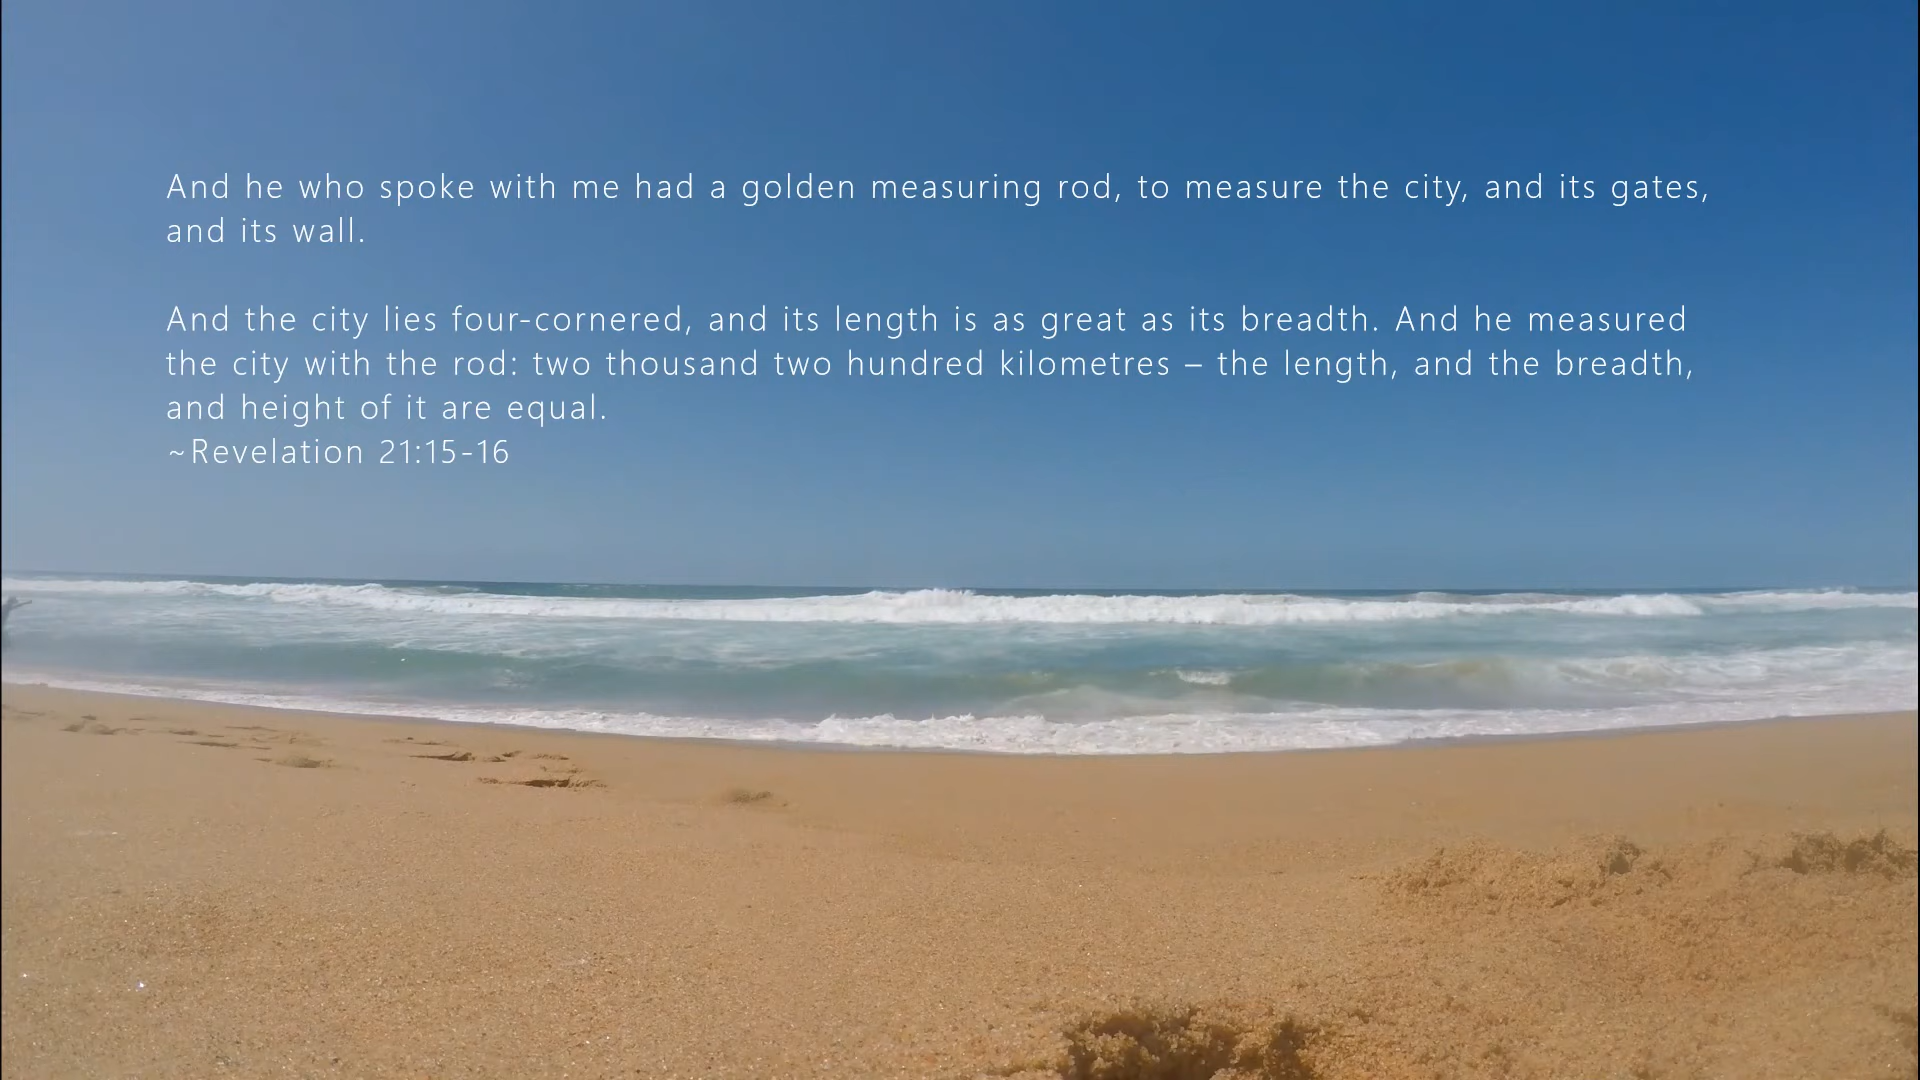 And he who spoke with me had a golden measuring rod, to measure the city, and its gates,
and its wall.
And the city lies four-cornered, and its length is as great as its breadth. And he measured
the city with the rod: two thousand two hundred kilometres – the length, and the breadth,
and height of it are equal.
~Revelation 21:15-16